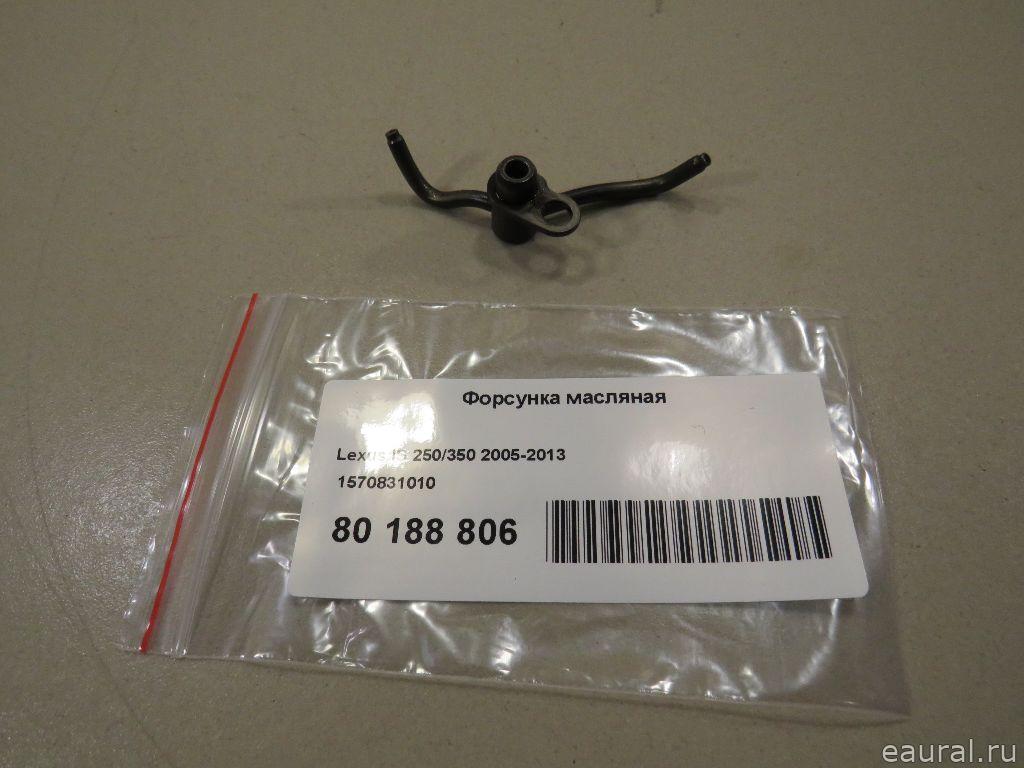 Форсунка масляная
Lexus IS 250/350 2005-2013
1570831010
80 188 806
eaural.ru